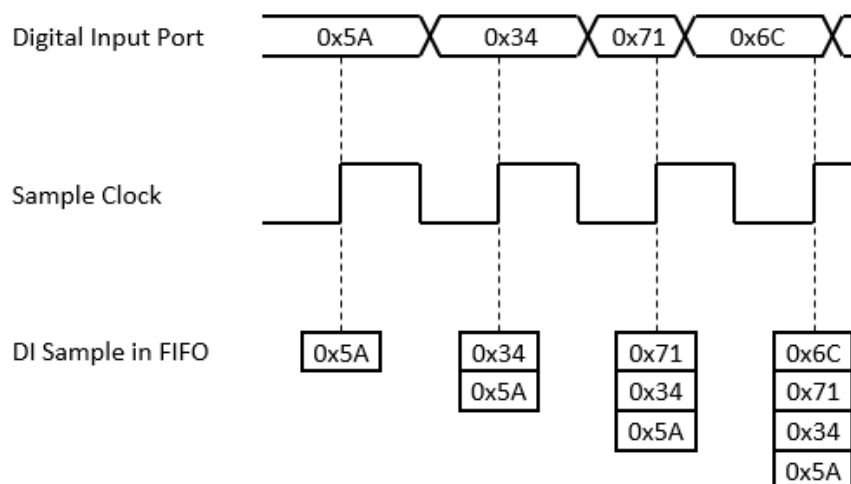 Digital Input Port 0x5A 0x34 0x71 0x6C
Sample Clock
DI Sample in FIFO 0x5A 0x34 0x71 0x6C
0x5A 0x34 0x71
0x5A 0x34
0x5A